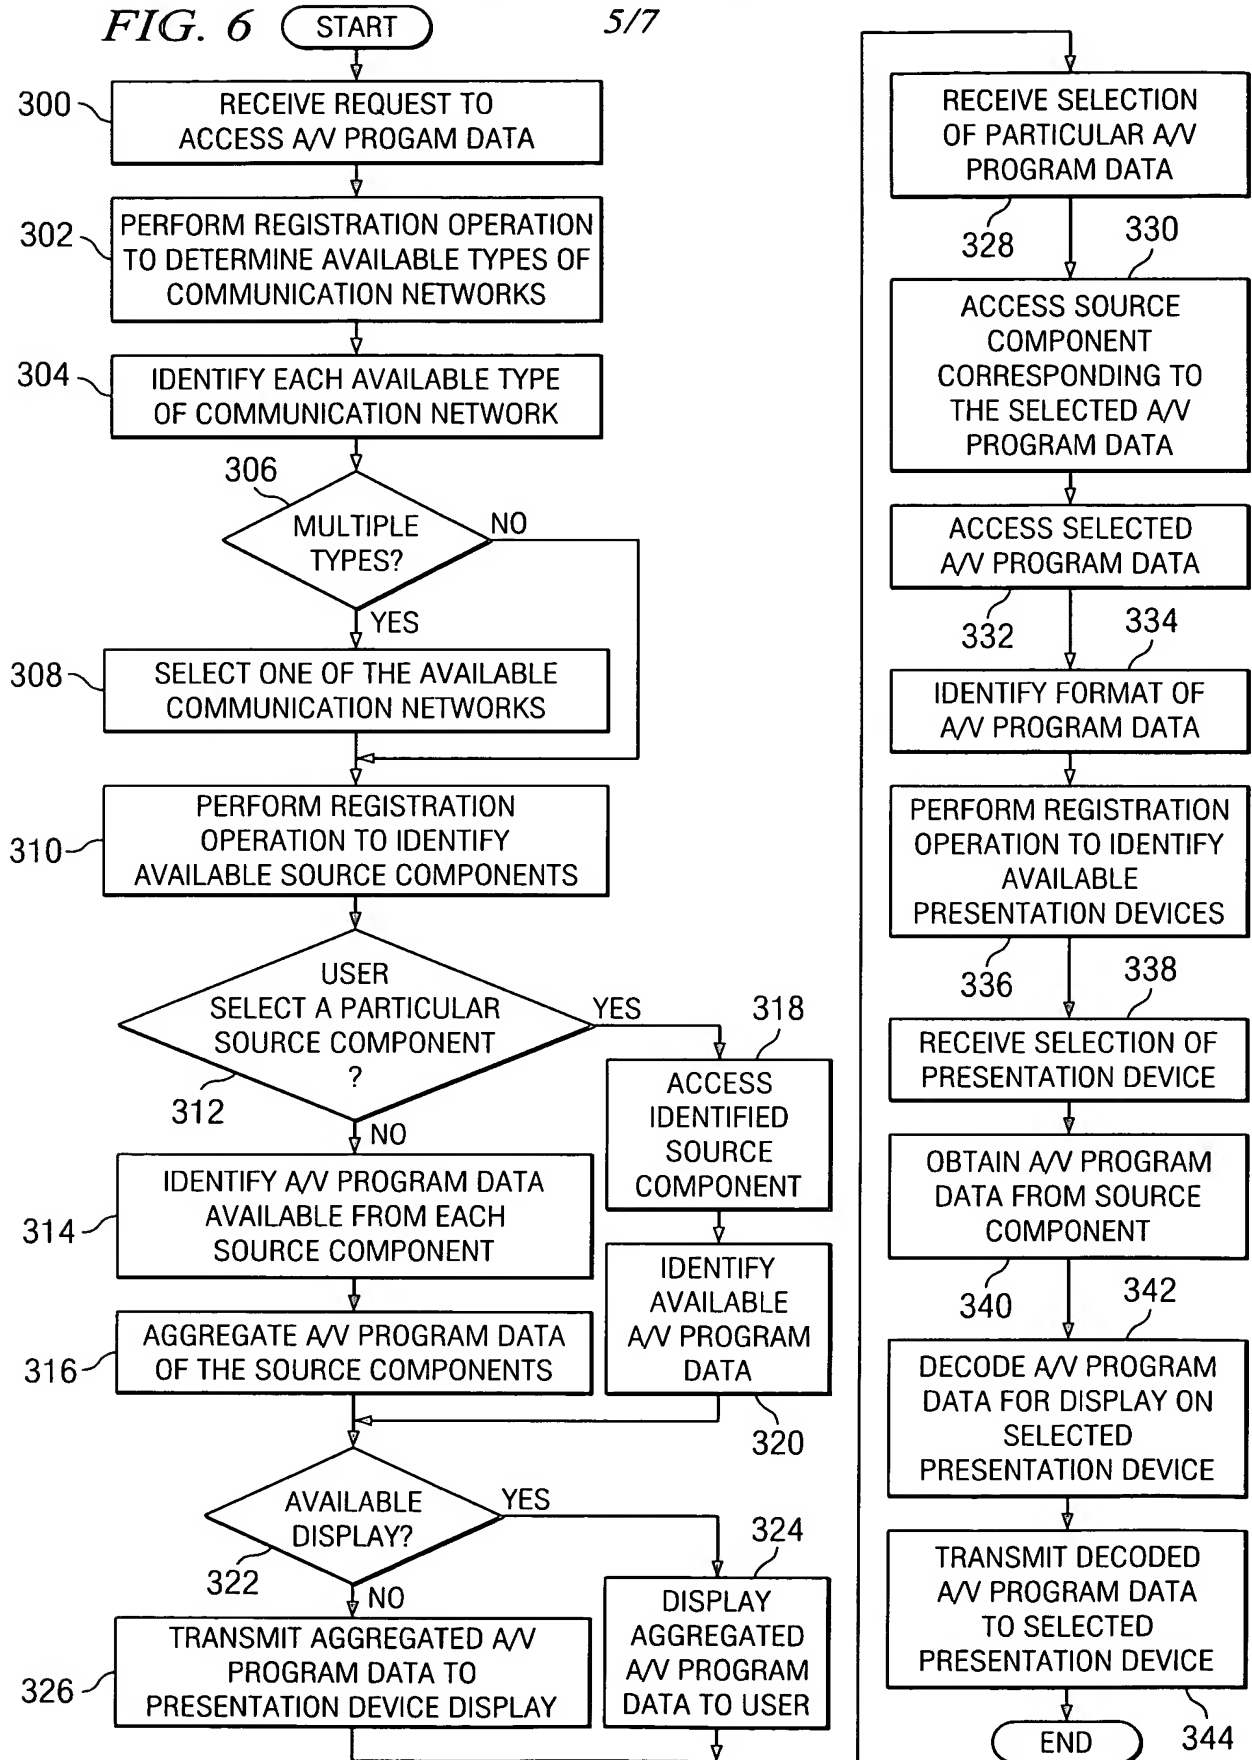 FIG. 6
5/7
START
300
RECEIVE REQUEST TO
ACCESS A/V PROGAM DATA
302
PERFORM REGISTRATION OPERATION
TO DETERMINE AVAILABLE TYPES OF
COMMUNICATION NETWORKS
304
IDENTIFY EACH AVAILABLE TYPE
OF COMMUNICATION NETWORK
306
MULTIPLE
TYPES?
NO
YES
308
SELECT ONE OF THE AVAILABLE
COMMUNICATION NETWORKS
310
PERFORM REGISTRATION
OPERATION TO IDENTIFY
AVAILABLE SOURCE COMPONENTS
USER
SELECT A PARTICULAR
SOURCE COMPONENT
?
312
YES
NO
318
ACCESS
IDENTIFIED
SOURCE
COMPONENT
314
IDENTIFY A/V PROGRAM DATA
AVAILABLE FROM EACH
SOURCE COMPONENT
316
AGGREGATE A/V PROGRAM DATA
OF THE SOURCE COMPONENTS
IDENTIFY
AVAILABLE
A/V PROGRAM
DATA
320
AVAILABLE
DISPLAY?
322
YES
NO
324
DISPLAY
AGGREGATED
A/V PROGRAM
DATA TO USER
326
TRANSMIT AGGREGATED A/V
PROGRAM DATA TO
PRESENTATION DEVICE DISPLAY
RECEIVE SELECTION
OF PARTICULAR A/V
PROGRAM DATA
328
330
ACCESS SOURCE
COMPONENT
CORRESPONDING TO
THE SELECTED A/V
PROGRAM DATA
ACCESS SELECTED
A/V PROGRAM DATA
332
334
IDENTIFY FORMAT OF
A/V PROGRAM DATA
PERFORM REGISTRATION
OPERATION TO IDENTIFY
AVAILABLE
PRESENTATION DEVICES
336
338
RECEIVE SELECTION OF
PRESENTATION DEVICE
OBTAIN A/V PROGRAM
DATA FROM SOURCE
COMPONENT
340
342
DECODE A/V PROGRAM
DATA FOR DISPLAY ON
SELECTED
PRESENTATION DEVICE
TRANSMIT DECODED
A/V PROGRAM DATA
TO SELECTED
PRESENTATION DEVICE
344
END